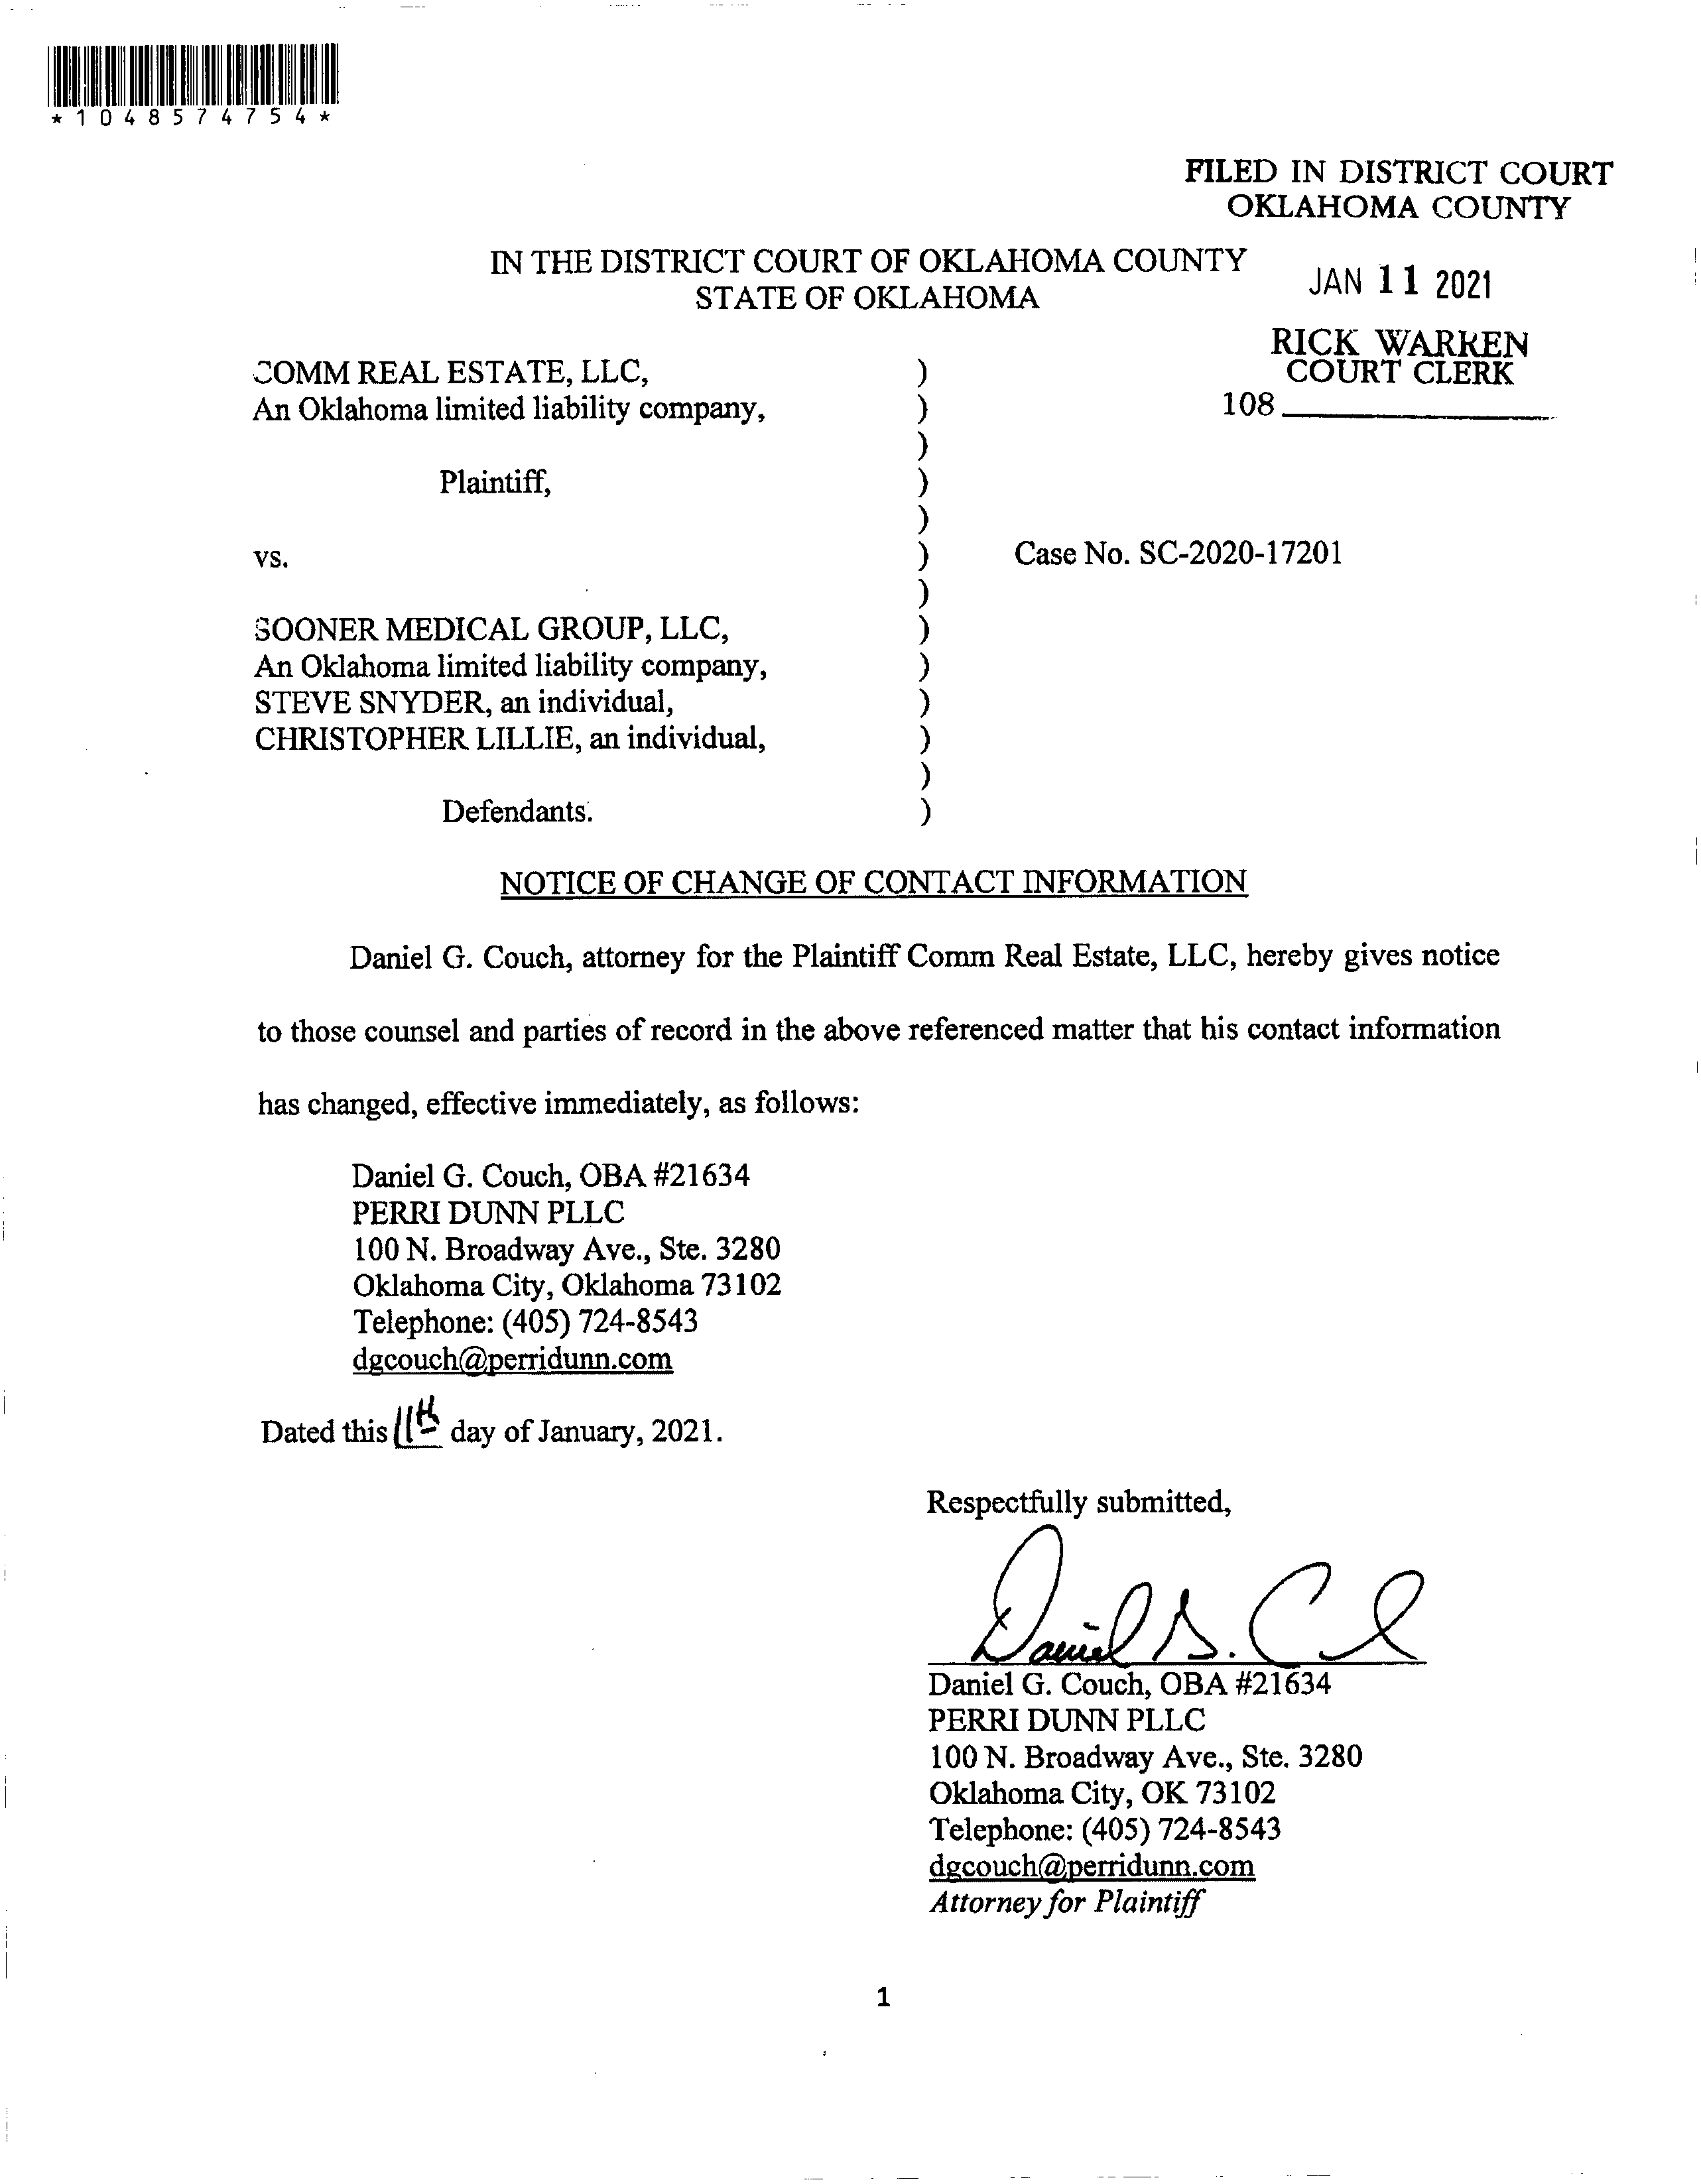 *1048574754*
FILED IN DISTRICT COURT
OKLAHOMA COUNTY
IN THE DISTRICT COURT OF OKLAHOMA COUNTY
STATE OF OKLAHOMA
JAN 11 2021
RICK WARREN
COURT CLERK
108
COMM REAL ESTATE, LLC, )
An Oklahoma limited liability company, )
)
Plaintiff, )
)
vs. ) Case No. SC-2020-17201
)
SOONER MEDICAL GROUP, LLC, )
An Oklahoma limited liability company, )
STEVE SNYDER, an individual, )
CHRISTOPHER LILLIE, an individual, )
)
Defendants. )
NOTICE OF CHANGE OF CONTACT INFORMATION
Daniel G. Couch, attorney for the Plaintiff Comm Real Estate, LLC, hereby gives notice
to those counsel and parties of record in the above referenced matter that his contact information
has changed, effective immediately, as follows:
Daniel G. Couch, OBA #21634
PERRI DUNN PLLC
100 N. Broadway Ave., Ste. 3280
Oklahoma City, Oklahoma 73102
Telephone: (405) 724-8543
dgcouch@perridunn.com
Dated this 11th day of January, 2021.
Respectfully submitted,
Daniel G. C
Daniel G. Couch, OBA #21634
PERRI DUNN PLLC
100 N. Broadway Ave., Ste. 3280
Oklahoma City, OK 73102
Telephone: (405) 724-8543
dgcouch@perridunn.com
Attorney for Plaintiff
1